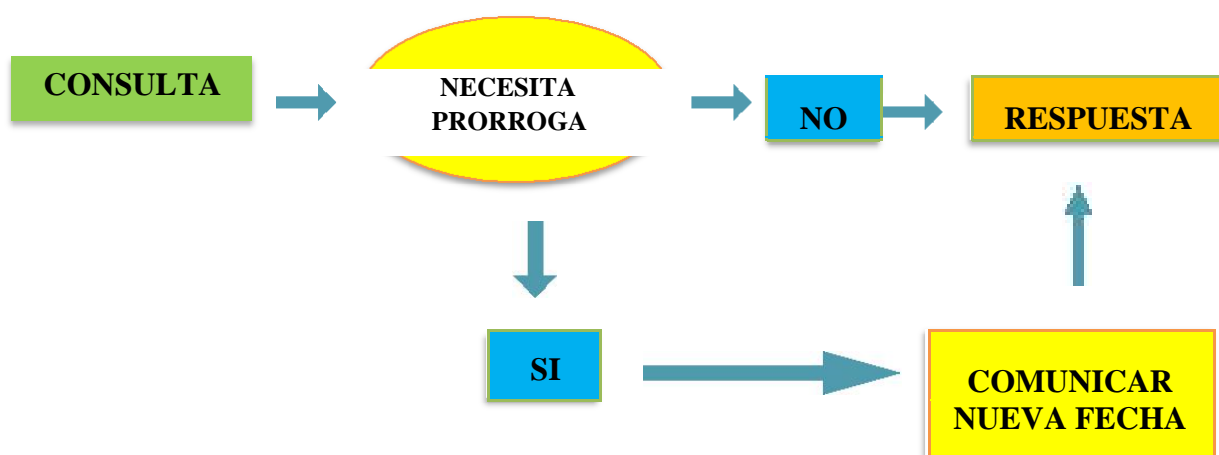 CONSULTA
NECESITA
PRORROGA
NO
RESPUESTA
SI
COMUNICAR
NUEVA FECHA